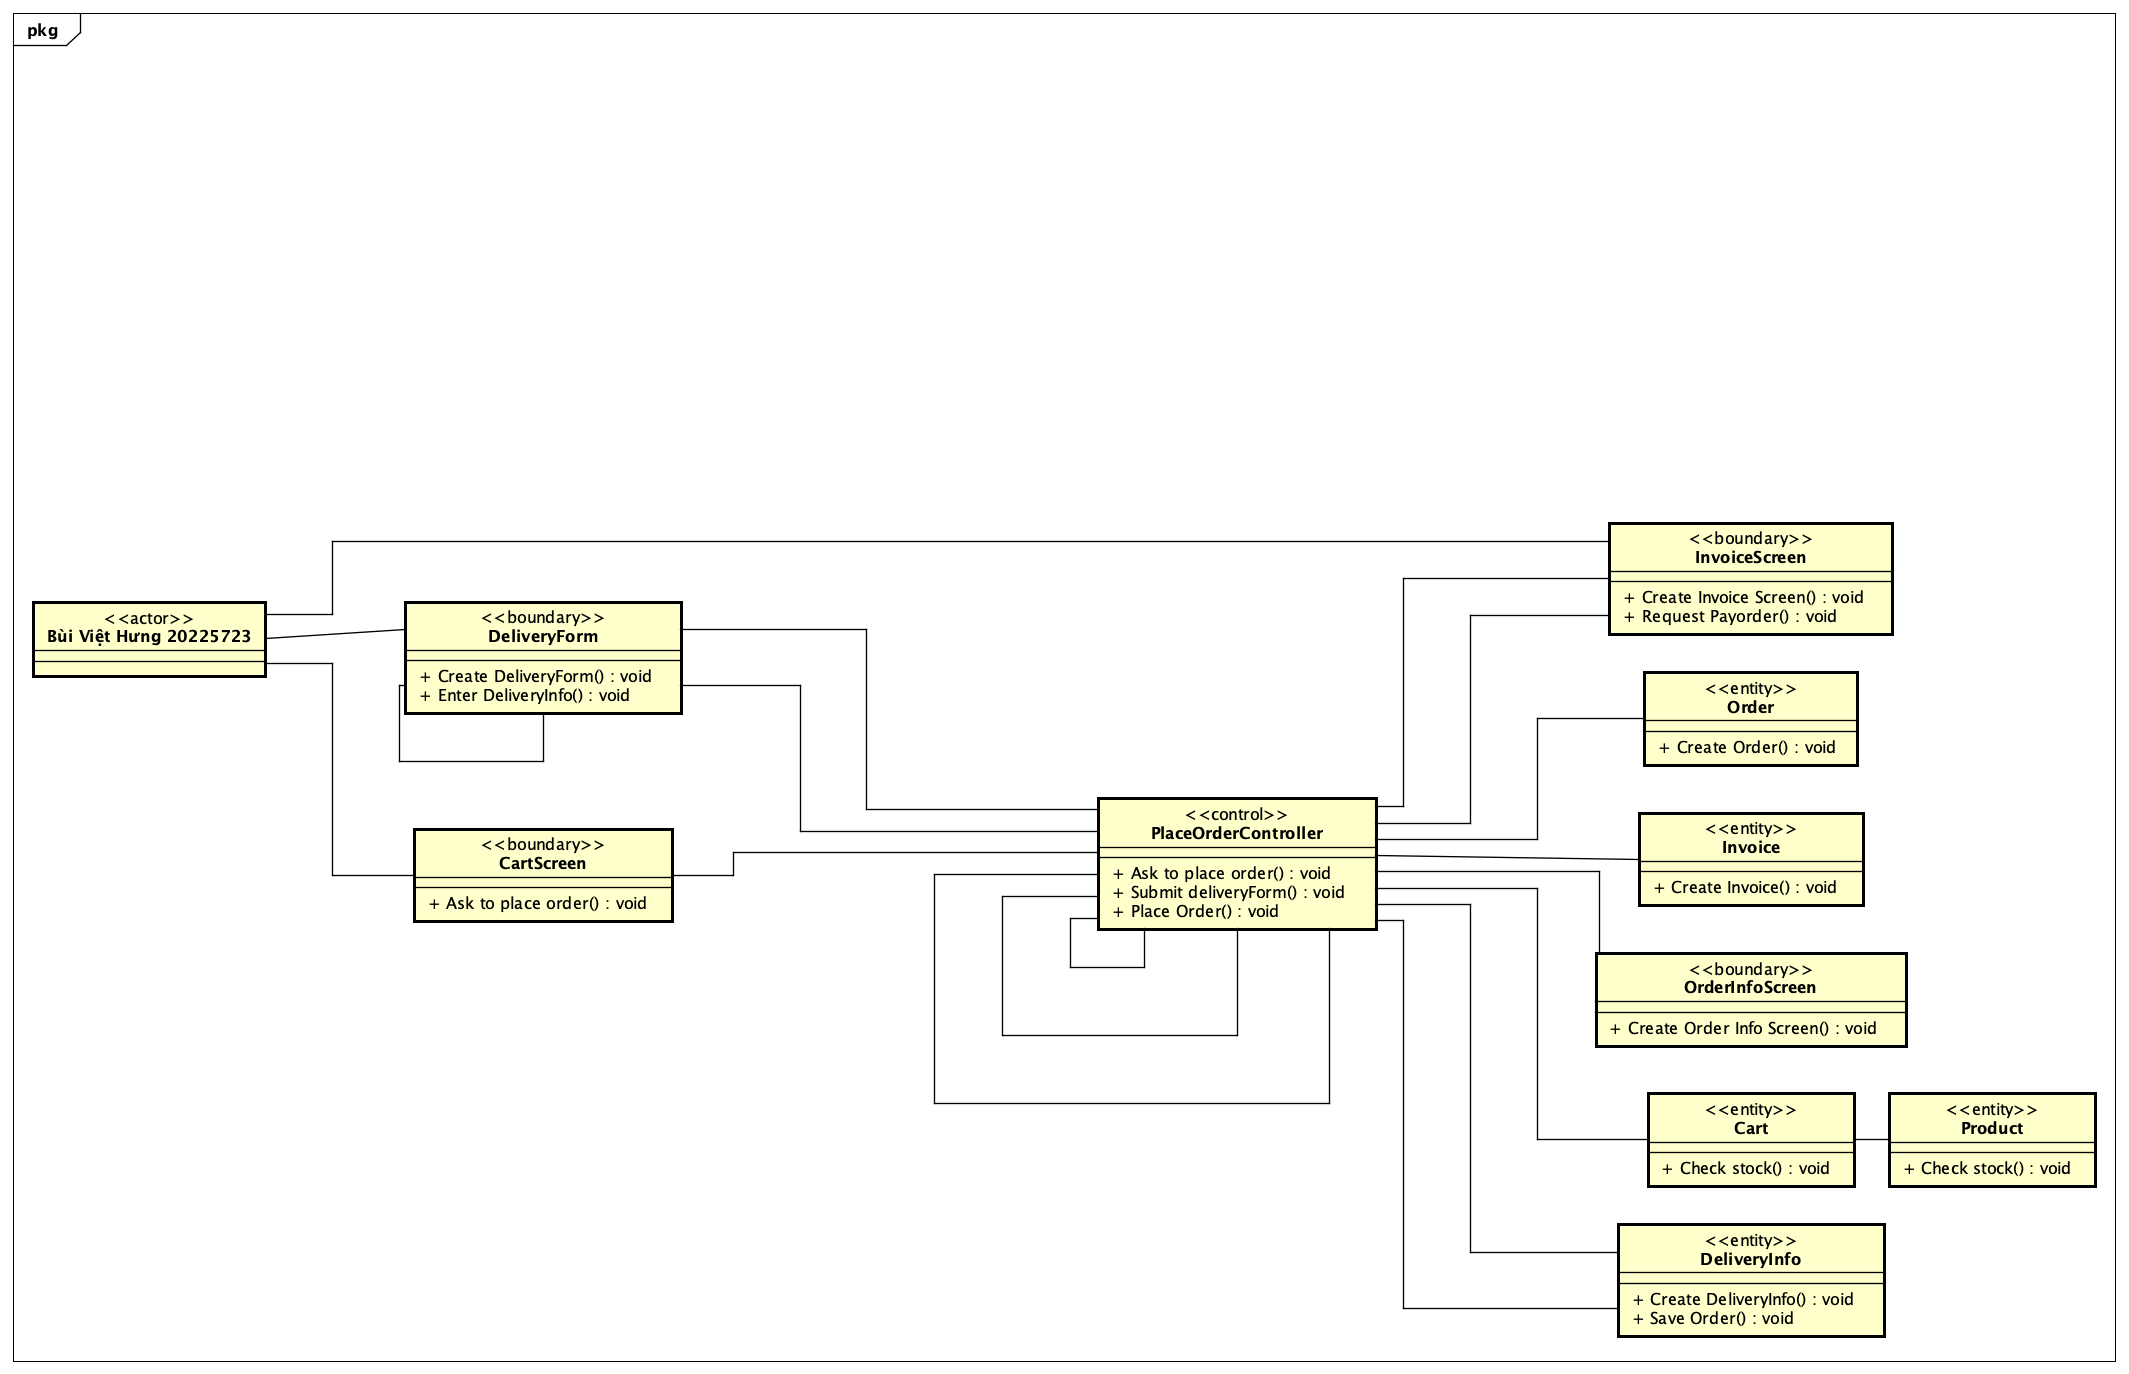 pkg
<<actor>>
Bùi Việt Hưng 20225723
<<boundary>>
DeliveryForm
+ Create DeliveryForm() : void
+ Enter DeliveryInfo() : void
<<boundary>>
CartScreen
+ Ask to place order() : void
<<control>>
PlaceOrderController
+ Ask to place order() : void
+ Submit deliveryForm() : void
+ Place Order() : void
<<boundary>>
InvoiceScreen
+ Create Invoice Screen() : void
+ Request Payorder() : void
<<entity>>
Order
+ Create Order() : void
<<entity>>
Invoice
+ Create Invoice() : void
<<boundary>>
OrderInfoScreen
+ Create Order Info Screen() : void
<<entity>>
Cart
+ Check stock() : void
<<entity>>
Product
+ Check stock() : void
<<entity>>
DeliveryInfo
+ Create DeliveryInfo() : void
+ Save Order() : void